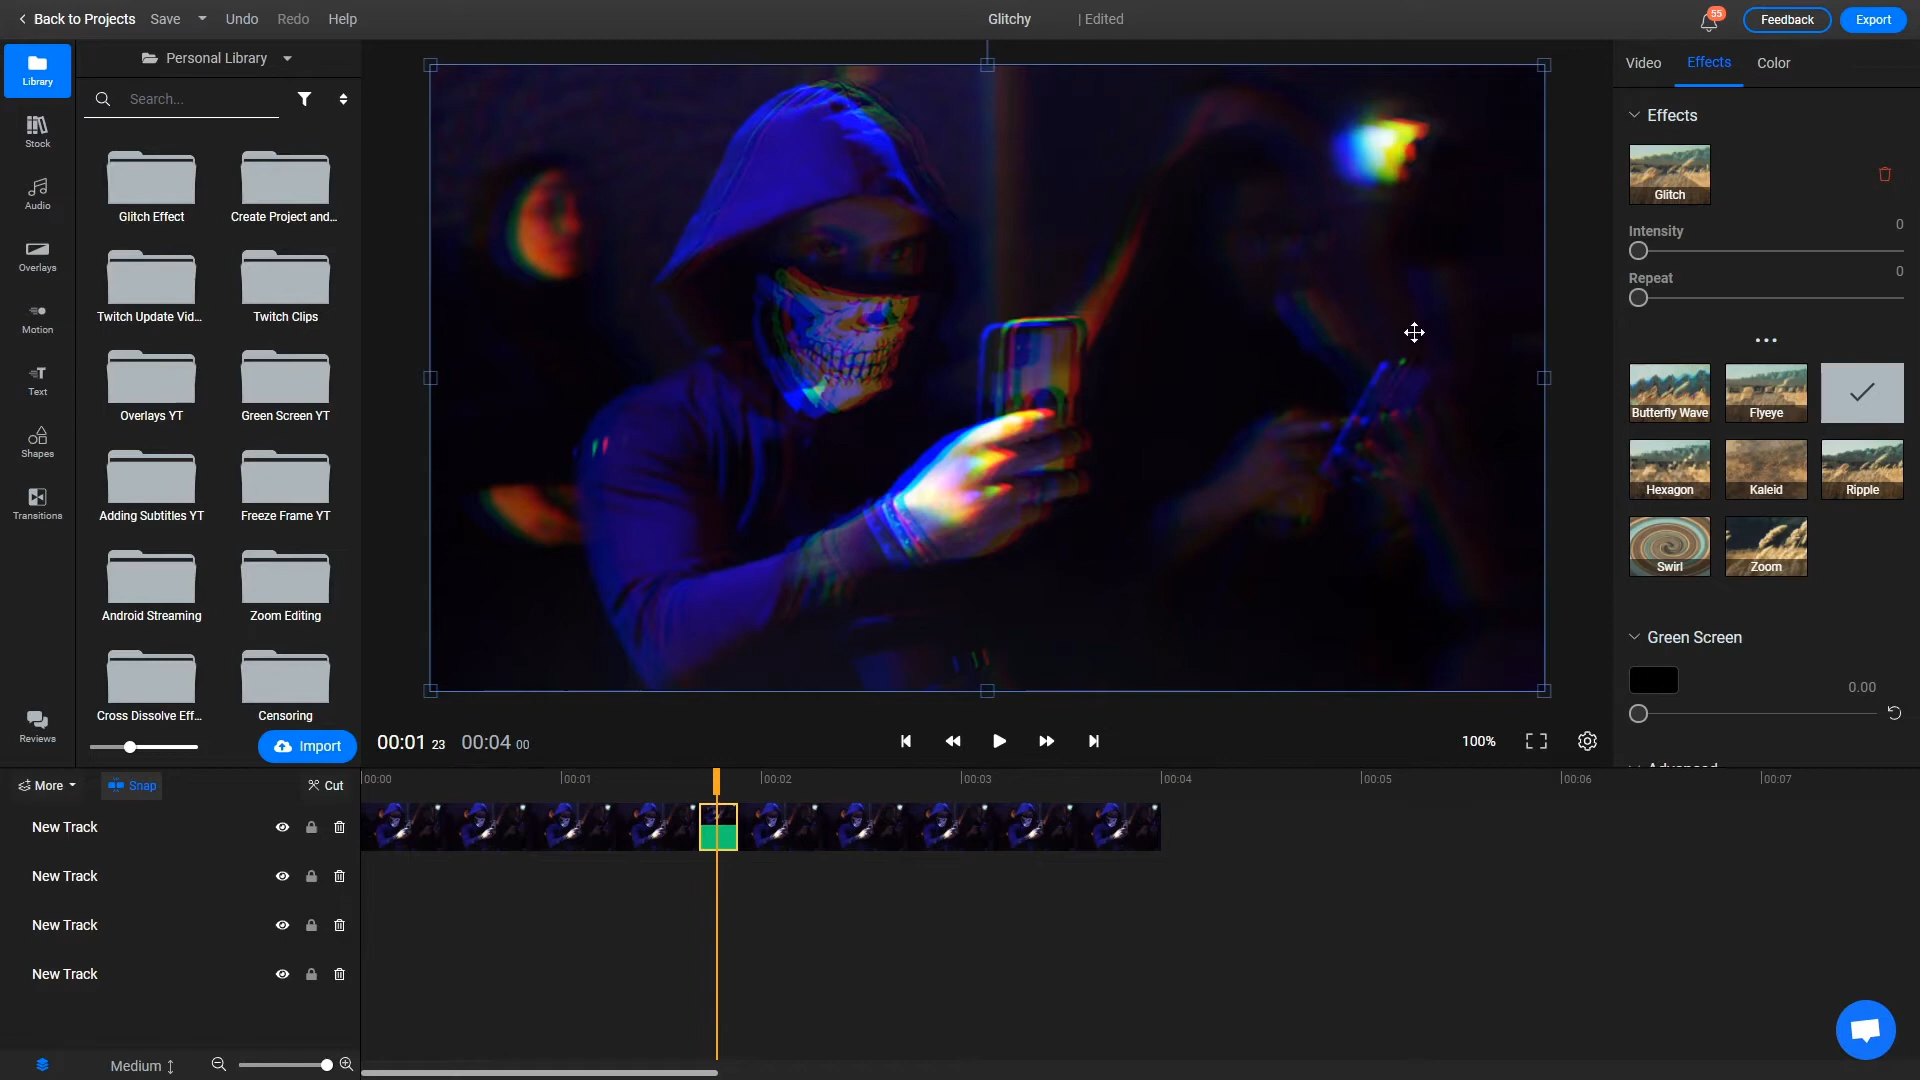 Back to Projects Save Undo Redo Help
Glitchy | Edited
55
Feedback
Export
Library
Stock
Audio
Overlays
Motion
Text
Shapes
Transitions
Reviews
Personal Library
Search...
Glitch Effect
Create Project and...
Twitch Update Vid...
Twitch Clips
Overlays YT
Green Screen YT
Adding Subtitles YT
Freeze Frame YT
Android Streaming
Zoom Editing
Cross Dissolve Eff...
Censoring
Import
Video Effects Color
Effects
Glitch
Intensity 0
Repeat 0
Butterfly Wave
Flyeye
Hexagon
Kaleid
Ripple
Swirl
Zoom
Green Screen
0.00
Advanced
00:01 23 00:04 00
100%
More Snap Cut
00:00 00:01 00:02 00:03 00:04 00:05 00:06 00:07
New Track
New Track
New Track
New Track
Medium